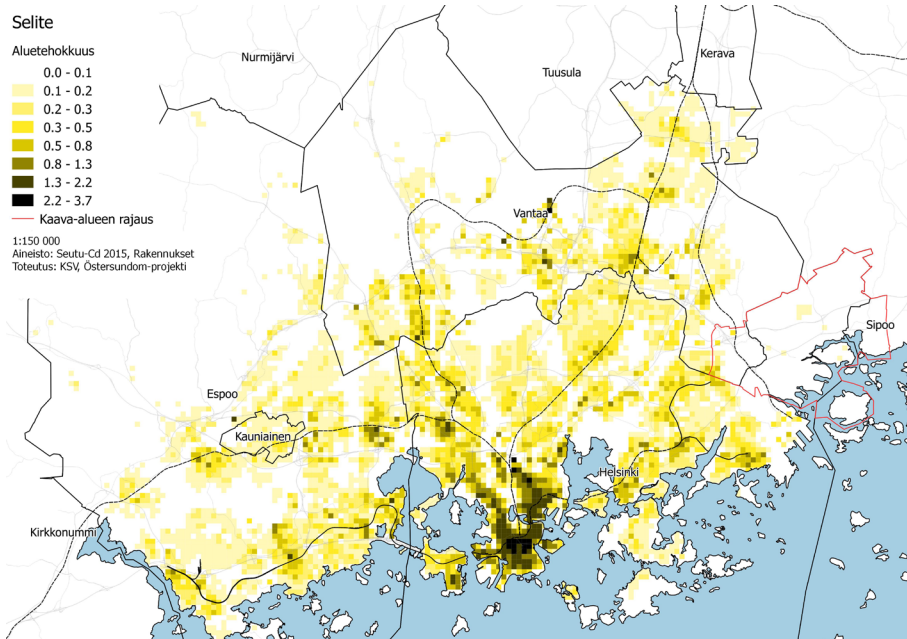 Selite
Aluetehokkuus
0.0 - 0.1
0.1 - 0.2
0.2 - 0.3
0.3 - 0.5
0.5 - 0.8
0.8 - 1.3
1.3 - 2.2
2.2 - 3.7
Kaava-alueen rajaus
1:150 000
Aineisto: Seutu-Cd 2015, Rakennukset
Toteutus: KSV, Östersundom-projekti
Nurmijärvi
Tuusula
Kerava
Vantaa
Sipoo
Espoo
Kauniainen
Helsinki
Kirkkonummi